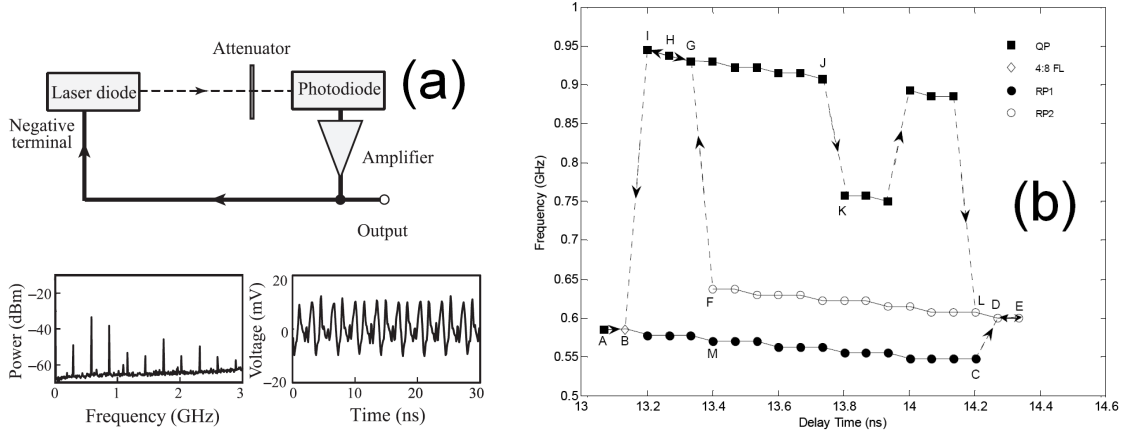 (a)
Attenuator
Laser diode
Photodiode
Negative
terminal
Amplifier
Output
Power (dBm)
−20
−40
−60
0 1 2 3
Frequency (GHz)
Voltage (mV)
20
0
−20
0 10 20 30
Time (ns)
(b)
Frequency (GHz)
1
0.95
0.9
0.85
0.8
0.75
0.7
0.65
0.6
0.55
0.5
13 13.2 13.4 13.6 13.8 14 14.2 14.4 14.6
Delay Time (ns)
QP
4:8 FL
RP1
RP2
I H G
J
K
F
L D E
A B
M
C